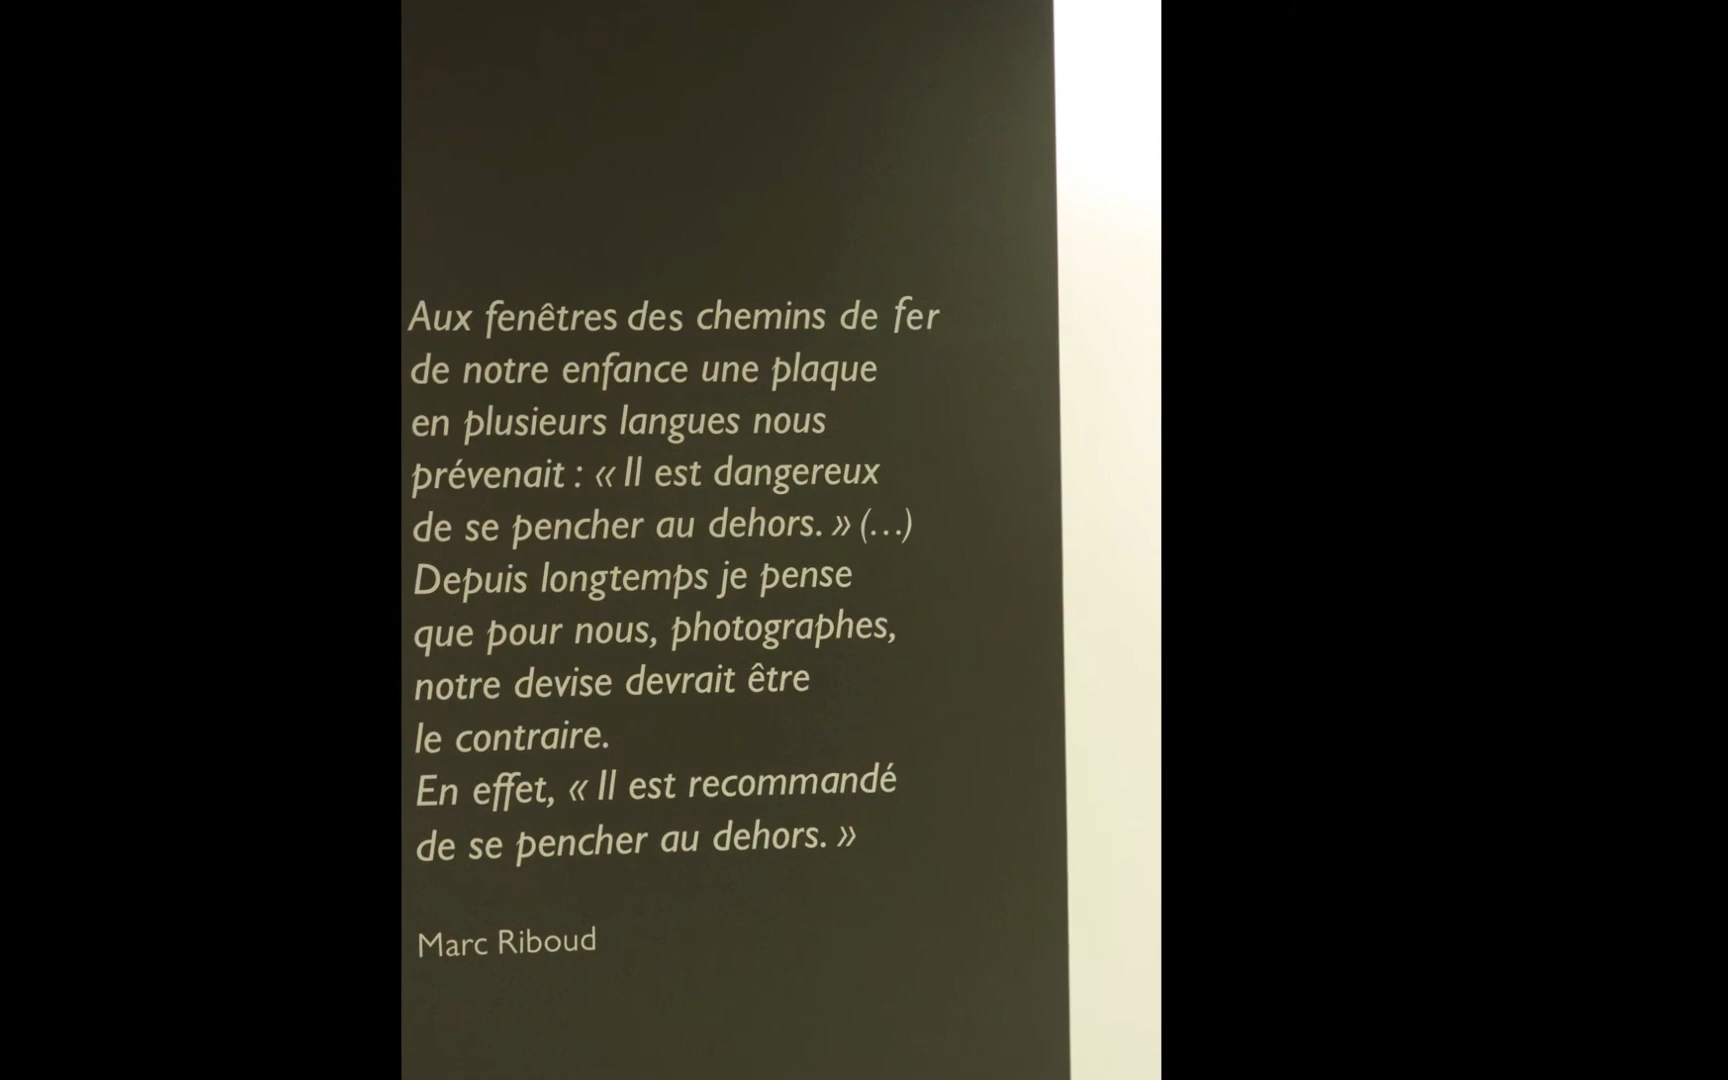 Aux fenêtres des chemins de fer
de notre enfance une plaque
en plusieurs langues nous
prévenait : « Il est dangereux
de se pencher au dehors. » (…)
Depuis longtemps je pense
que pour nous, photographes,
notre devise devrait être
le contraire.
En effet, « Il est recommandé
de se pencher au dehors. »
Marc Riboud